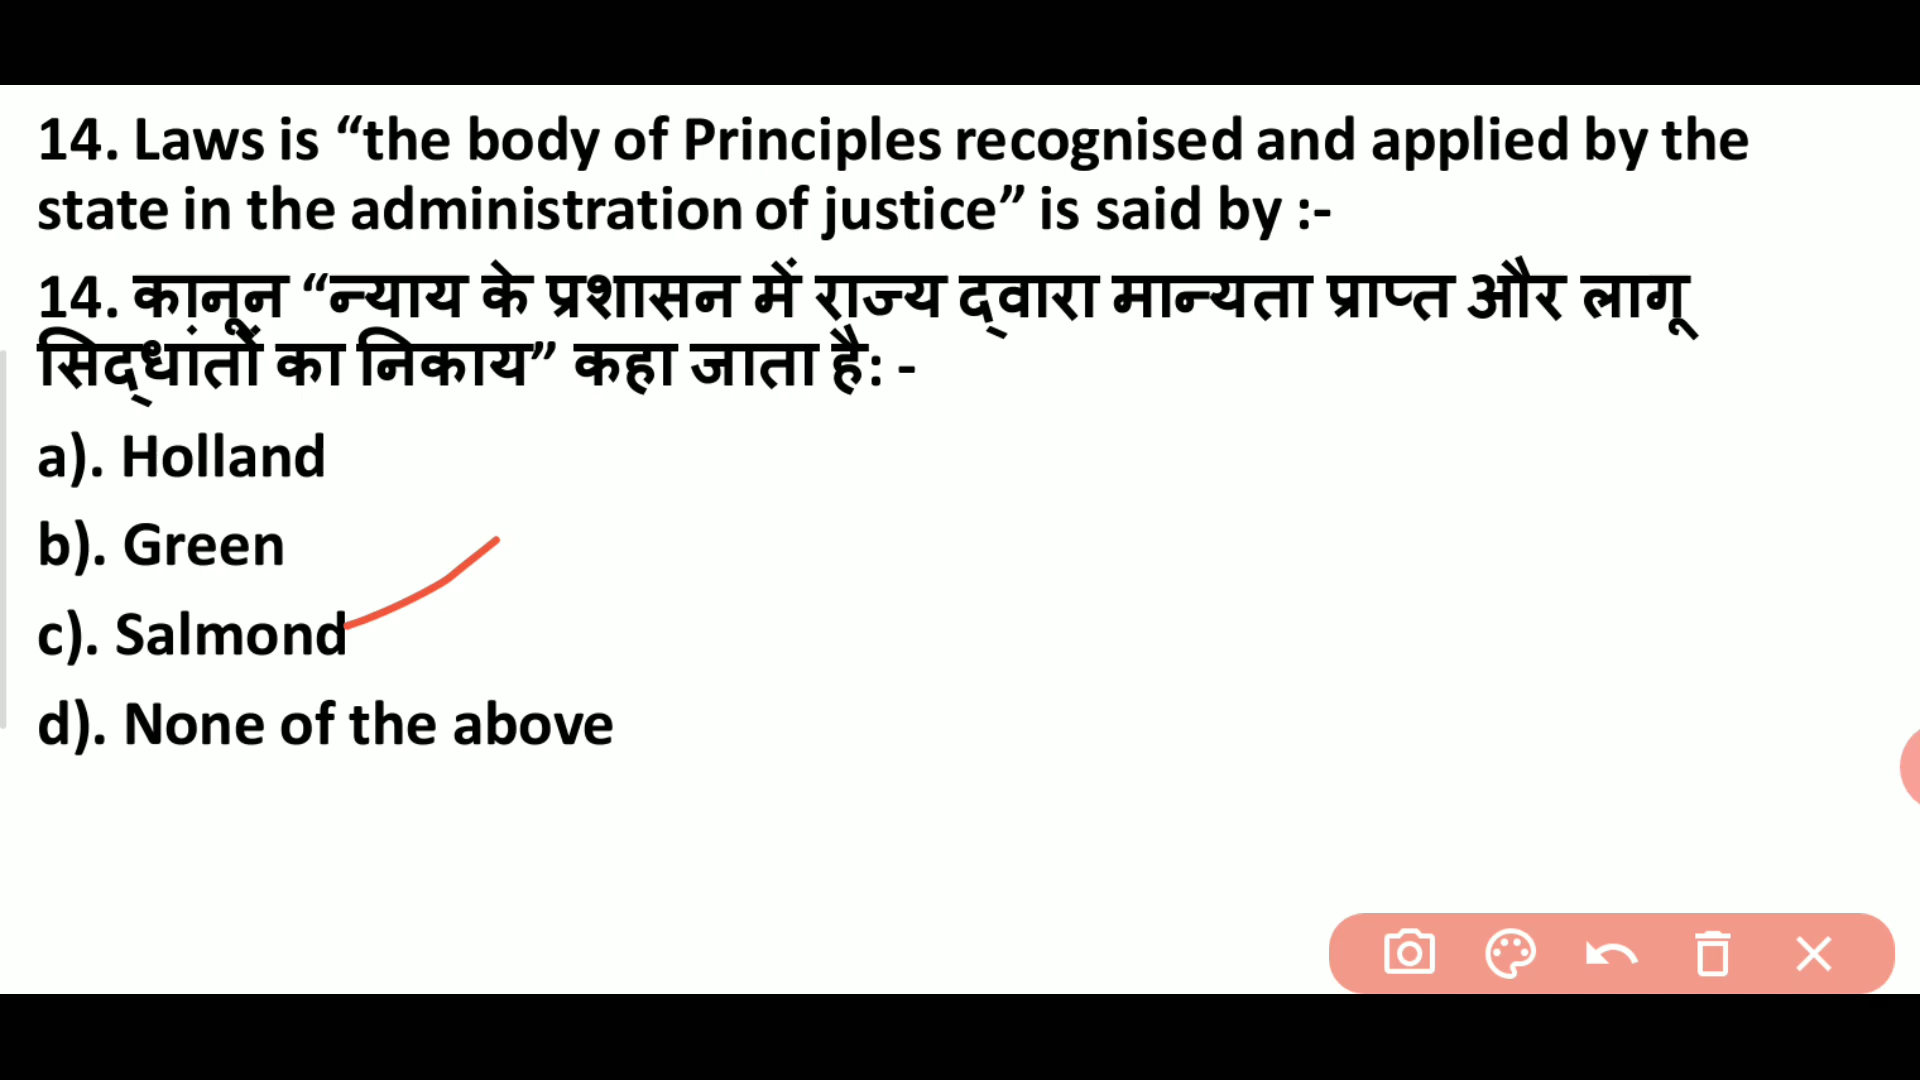 14. Laws is “the body of Principles recognised and applied by the
state in the administration of justice” is said by :-
14. कानून “न्याय के प्रशासन में राज्य द्वारा मान्यता प्राप्त और लागू
सिद्धांतों का निकाय” कहा जाता है: -
a). Holland
b). Green
c). Salmond
d). None of the above